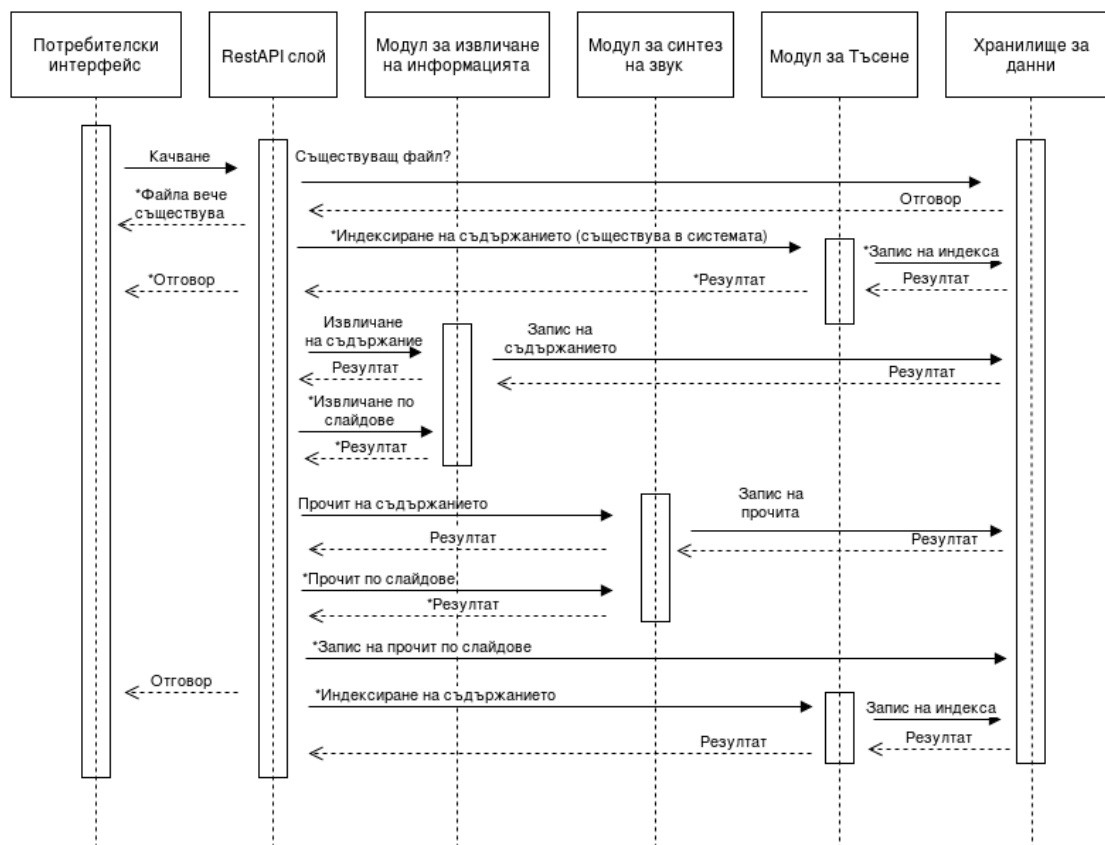 Потребителски
интерфейс
RestAPI слой
Модул за извличане
на информацията
Модул за синтез
на звук
Модул за Тъсене
Хранилище за
данни
Качване
Съществуващ файл?
*Файла вече
съществува
Отговор
*Индексиране на съдържанието (съществува в системата)
*Запис на индекса
*Отговор
*Резултат
Резултат
Извличане
на съдържание
Запис на
съдържанието
Резултат
Резултат
*Извличане по
слайдове
*Резултат
Прочит на съдържанието
Запис на
прочита
Резултат
Резултат
*Прочит по слайдове
*Резултат
*Запис на прочит по слайдове
Отговор
*Индексиране на съдържанието
Запис на индекса
Резултат
Резултат